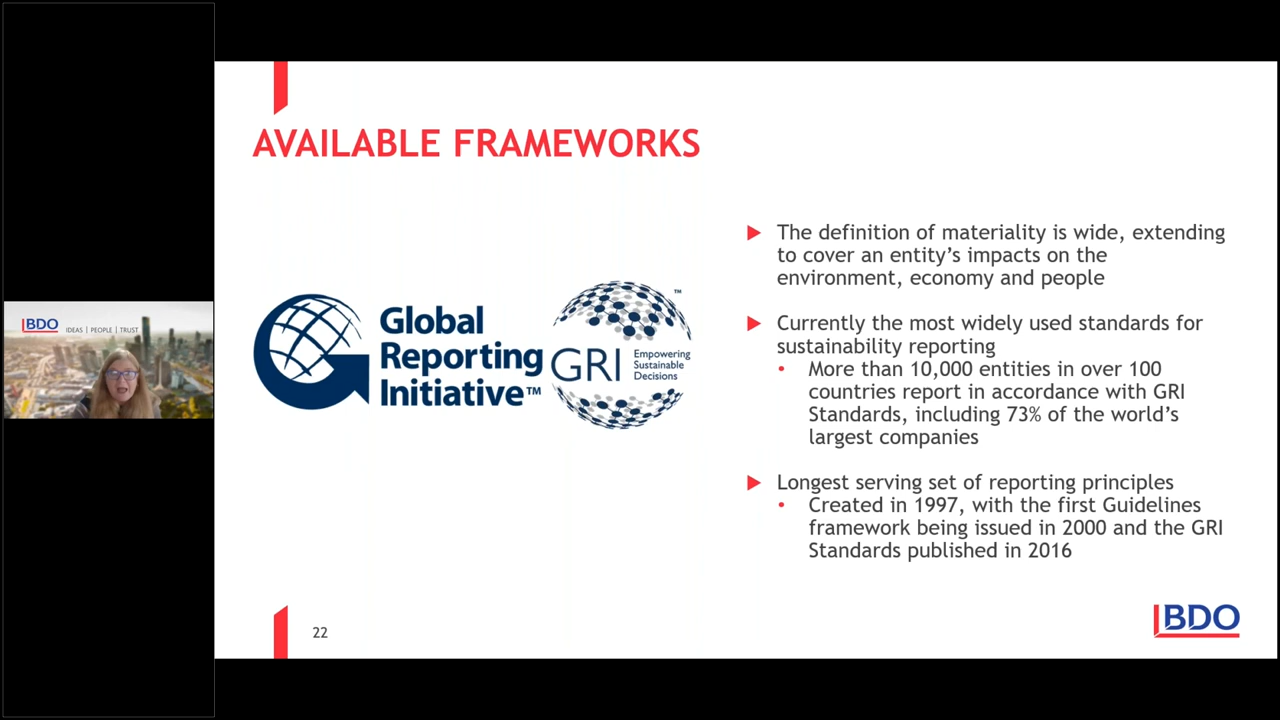 AVAILABLE FRAMEWORKS
Global
Reporting
Initiative™
™
GRI
Empowering
Sustainable
Decisions
▶ The definition of materiality is wide, extending
to cover an entity's impacts on the
environment, economy and people
▶ Currently the most widely used standards for
sustainability reporting
• More than 10,000 entities in over 100
countries report in accordance with GRI
Standards, including 73% of the world's
largest companies
▶ Longest serving set of reporting principles
• Created in 1997, with the first Guidelines
framework being issued in 2000 and the GRI
Standards published in 2016
BDO
IDEAS | PEOPLE | TRUST
22
BDO